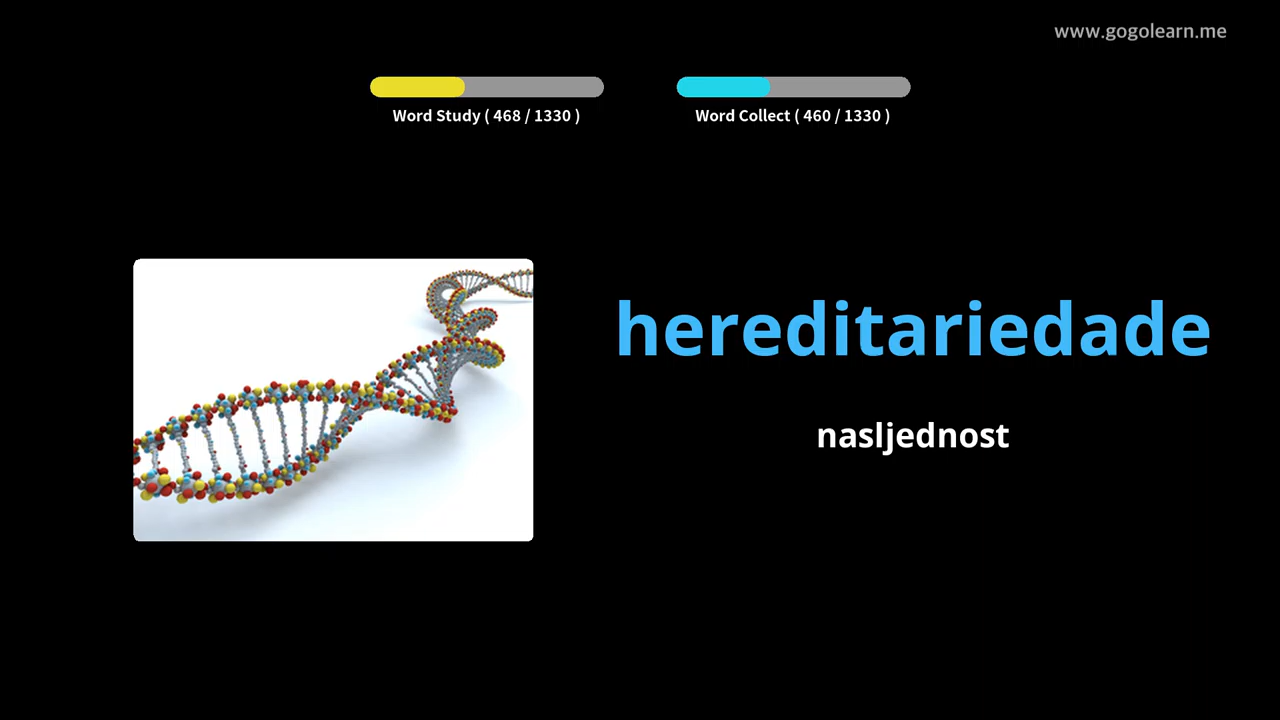 www.gogolearn.me
Word Study ( 468 / 1330 )
Word Collect ( 460 / 1330 )
hereditariedade
nasljednost